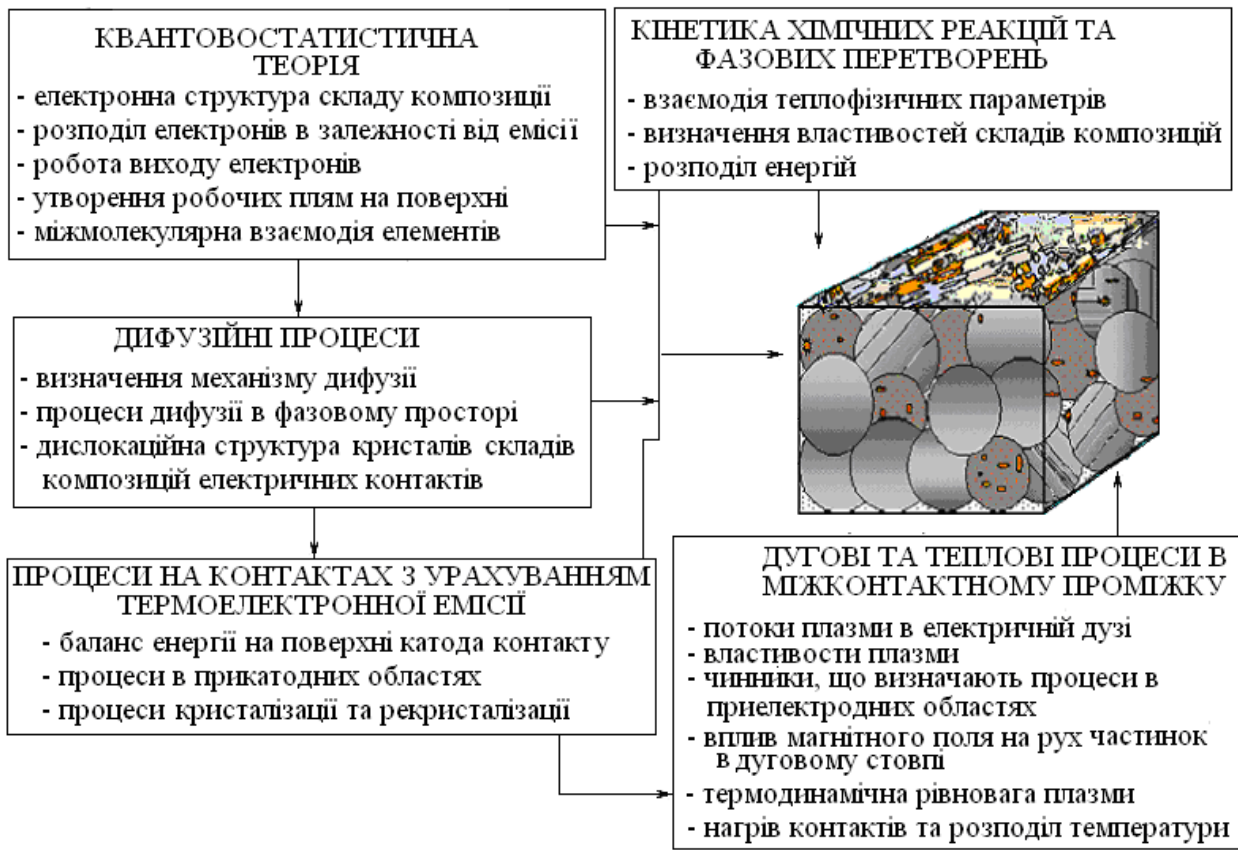 КВАНТОВОСТАТИСТИЧНА
ТЕОРІЯ
- електронна структура складу композиції
- розподіл електронів в залежності від емісії
- робота виходу електронів
- утворення робочих плям на поверхні
- міжмолекулярна взаємодія елементів
КІНЕТИКА ХІМІЧНИХ РЕАКЦІЙ ТА
ФАЗОВИХ ПЕРЕТВОРЕНЬ
- взаємодія теплофізичних параметрів
- визначення властивостей складів композицій
- розподіл енергій
ДИФУЗІЙНІ ПРОЦЕСИ
- визначення механізму дифузії
- процеси дифузії в фазовому просторі
- дислокаційна структура кристалів складів
композицій електричних контактів
ПРОЦЕСИ НА КОНТАКТАХ З УРАХУВАННЯМ
ТЕРМОЕЛЕКТРОННОЇ ЕМІСІЇ
- баланс енергії на поверхні катода контакту
- процеси в прикатодних областях
- процеси кристалізації та рекристалізації
ДУГОВІ ТА ТЕПЛОВІ ПРОЦЕСИ В
МІЖКОНТАКТНОМУ ПРОМІЖКУ
- потоки плазми в електричній дузі
- властивости плазми
- чинники, що визначають процеси в
приелектродних областях
- вплив магнітного поля на рух частинок
в дуговому стовпі
- термодинамічна рівновага плазми
- нагрів контактів та розподіл температури